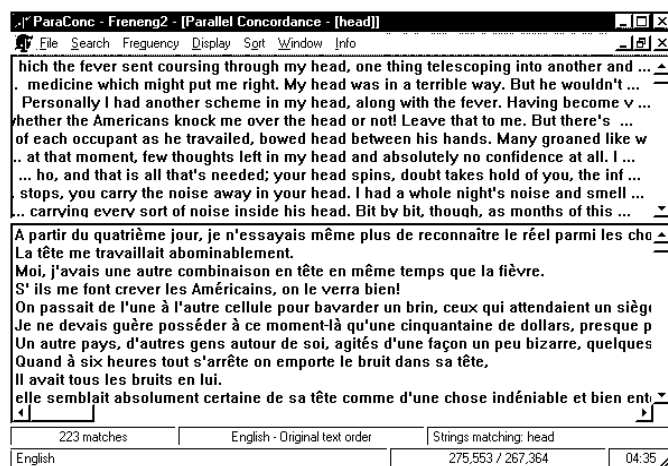 ParaConc - Freneng2 - [Parallel Concordance - [head]]
File Search Frequency Display Sort Window Info
hich the fever sent coursing through my head, one thing telescoping into another and ...
. medicine which might put me right. My head was in a terrible way. But he wouldn't ...
Personally I had another scheme in my head, along with the fever. Having become v ...
whether the Americans knock me over the head or not! Leave that to me. But there's ...
of each occupant as he travailed, bowed head between his hands. Many groaned like w
.. at that moment, few thoughts left in my head and absolutely no confidence at all. I ...
... ho, and that is all that's needed; your head spins, doubt takes hold of you, the inf ...
. stops, you carry the noise away in your head. I had a whole night's noise and smell ...
... carrying every sort of noise inside his head. Bit by bit, though, as months of this ...
A partir du quatrième jour, je n'essayais même plus de reconnaître le réel parmi les cho
La tête me travaillait abominablement.
Moi, j'avais une autre combinaison en tête en même temps que la fièvre.
S' ils me font crever les Américains, on le verra bien!
On passait de l'une à l'autre cellule pour bavarder un brin, ceux qui attendaient un siège
Je ne devais guère posséder à ce moment-là qu'une cinquantaine de dollars, presque p
Un autre pays, d'autres gens autour de soi, agités d'une façon un peu bizarre, quelques
Quand à six heures tout s'arrête on emporte le bruit dans sa tête,
Il avait tous les bruits en lui.
elle semblait absolument certaine de sa tête comme d'une chose indéniable et bien ent
223 matches English - Original text order Strings matching: head
English 275,553 / 267,364 04:35